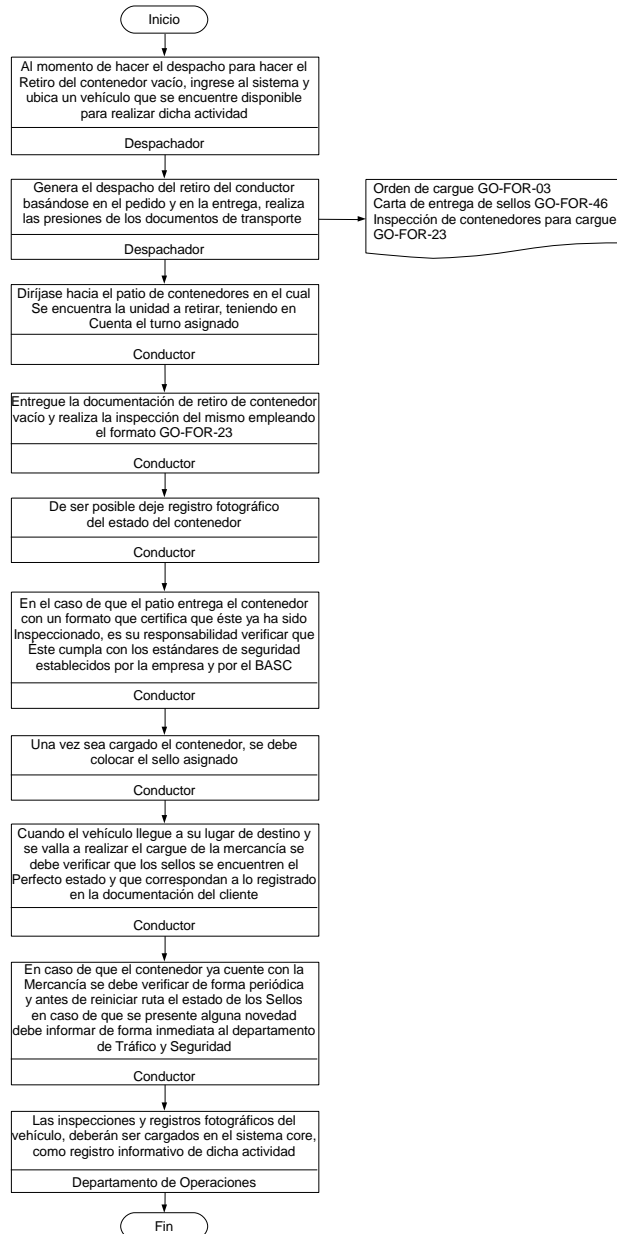 Inicio
Al momento de hacer el despacho para hacer el
Retiro del contenedor vacío, ingrese al sistema y
ubica un vehículo que se encuentre disponible
para realizar dicha actividad
Despachador
Genera el despacho del retiro del conductor
basándose en el pedido y en la entrega, realiza
las presiones de los documentos de transporte
Despachador
Orden de cargue GO-FOR-03
Carta de entrega de sellos GO-FOR-46
Inspección de contenedores para cargue
GO-FOR-23
Diríjase hacia el patio de contenedores en el cual
Se encuentra la unidad a retirar, teniendo en
Cuenta el turno asignado
Conductor
Entregue la documentación de retiro de contenedor
vacío y realiza la inspección del mismo empleando
el formato GO-FOR-23
Conductor
De ser posible deje registro fotográfico
del estado del contenedor
Conductor
En el caso de que el patio entrega el contenedor
con un formato que certifica que éste ya ha sido
Inspeccionado, es su responsabilidad verificar que
Éste cumpla con los estándares de seguridad
establecidos por la empresa y por el BASC
Conductor
Una vez sea cargado el contenedor, se debe
colocar el sello asignado
Conductor
Cuando el vehículo llegue a su lugar de destino y
se valla a realizar el cargue de la mercancía se
debe verificar que los sellos se encuentren el
Perfecto estado y que correspondan a lo registrado
en la documentación del cliente
Conductor
En caso de que el contenedor ya cuente con la
Mercancía se debe verificar de forma periódica
y antes de reiniciar ruta el estado de los Sellos
en caso de que se presente alguna novedad
debe informar de forma inmediata al departamento
de Tráfico y Seguridad
Conductor
Las inspecciones y registros fotográficos del
vehículo, deberán ser cargados en el sistema core,
como registro informativo de dicha actividad
Departamento de Operaciones
Fin